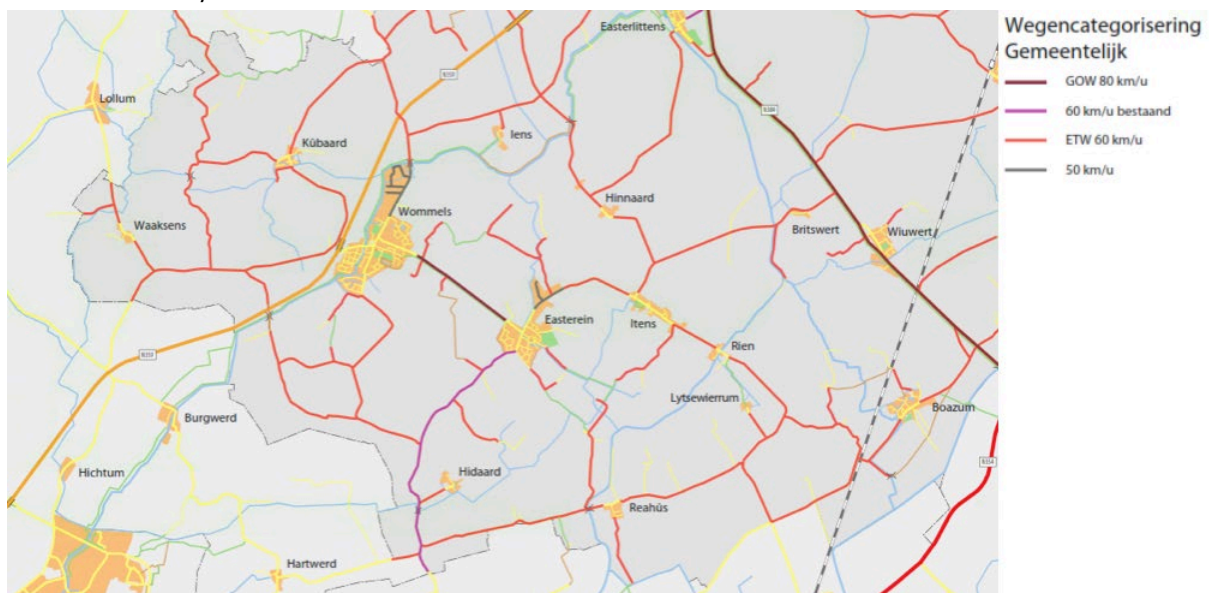 Easterlittens
Wegencategorisering
Gemeentelijk
GOW 80 km/u
60 km/u bestaand
ETW 60 km/u
50 km/u
Lollum
Kûbaard
Iens
Hinnaard
Waaksens
Wommels
Britswert
Wiuwert
Easterein
Itens
Rien
Lytsewierrum
Boazum
Burgwerd
Hichtum
Hidaard
Reahûs
Hartwerd